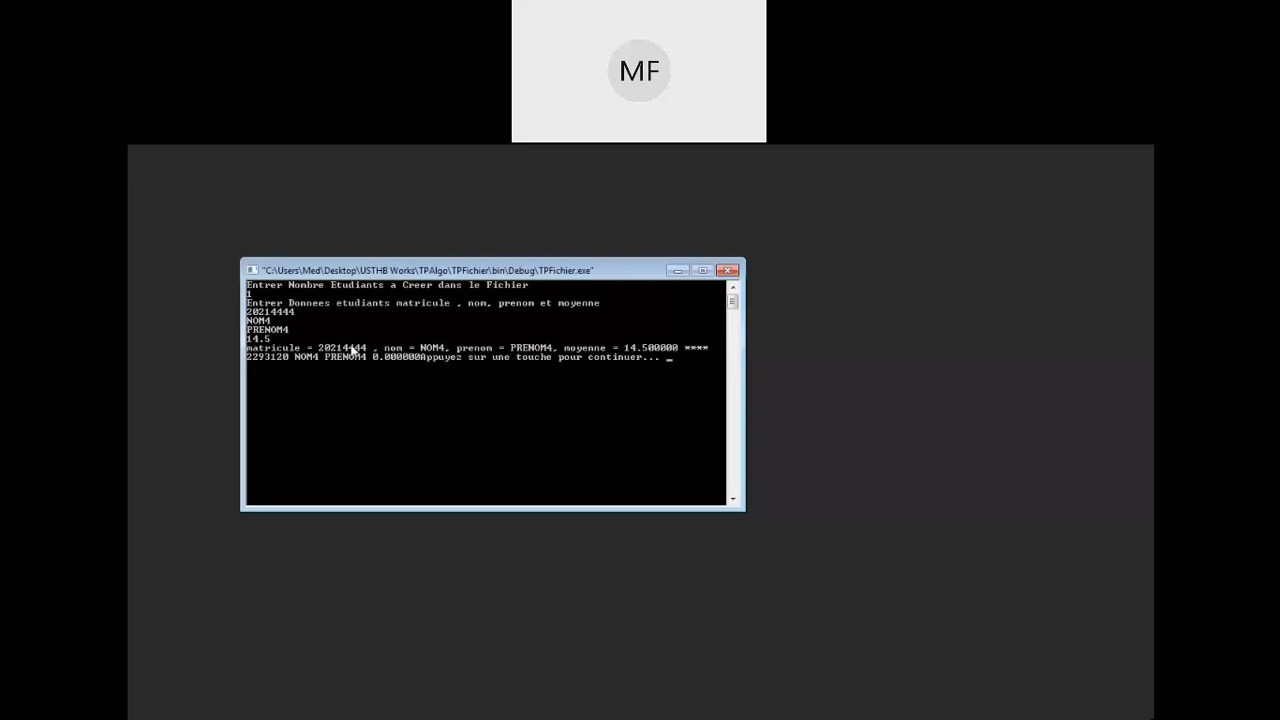 MF
"C:\Users\Med\Desktop\USTHB Works\TPAlgo\TPFichier\bin\Debug\TPFichier.exe"
Entrer Nombre Etudiants a Creer dans le Fichier
1
Entrer Donnees etudiants matricule , nom, prenom et moyenne
20214444
NOM4
PRENOM4
14.5
matricule = 20214444 , nom = NOM4, prenom = PRENOM4, moyenne = 14.500000 ****
2293120 NOM4 PRENOM4 0.000000Appuyez sur une touche pour continuer... _